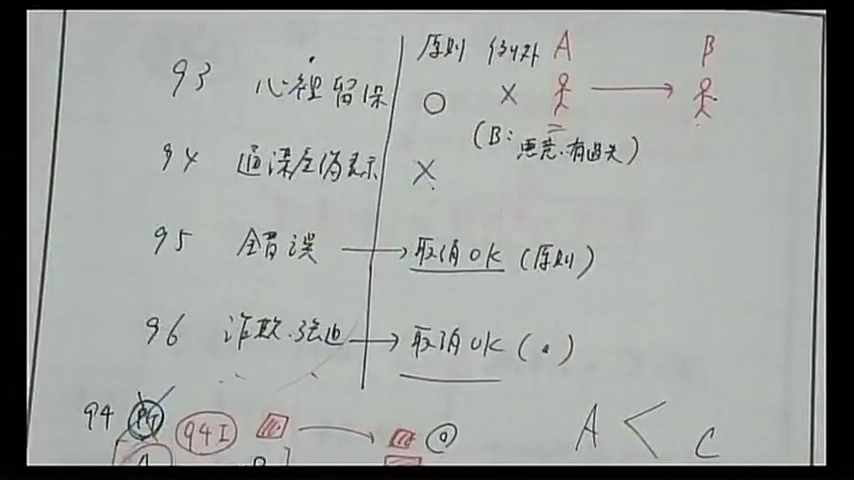 原則 例外 A B
93 心裡留保 ○ ×
(B: 悪意・有過失)
94 通謀虚偽表示 ×
95 錯誤 → 取消OK (原則)
96 詐欺・強迫 → 取消OK (〃)
94 94I → @
A < C